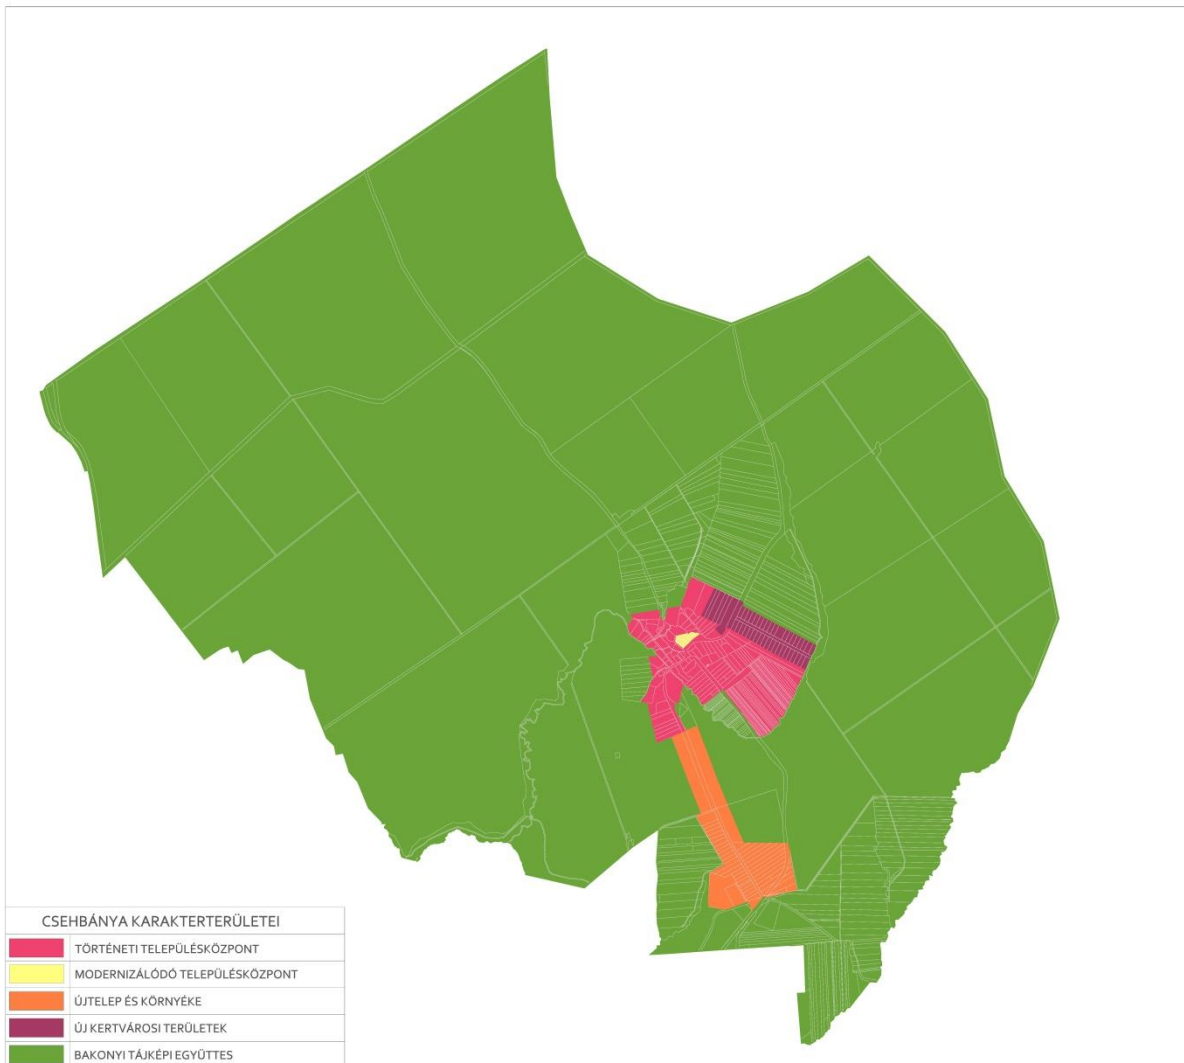 CSEHBÁNYA KARAKTERTERÜLETEI
TÖRTÉNETI TELEPÜLÉSKÖZPONT
MODERNIZÁLÓDÓ TELEPÜLÉSKÖZPONT
ÚJTELEP ÉS KÖRNYÉKE
ÚJ KERTVÁROSI TERÜLETEK
BAKONYI TÁJKÉPI EGYÜTTES